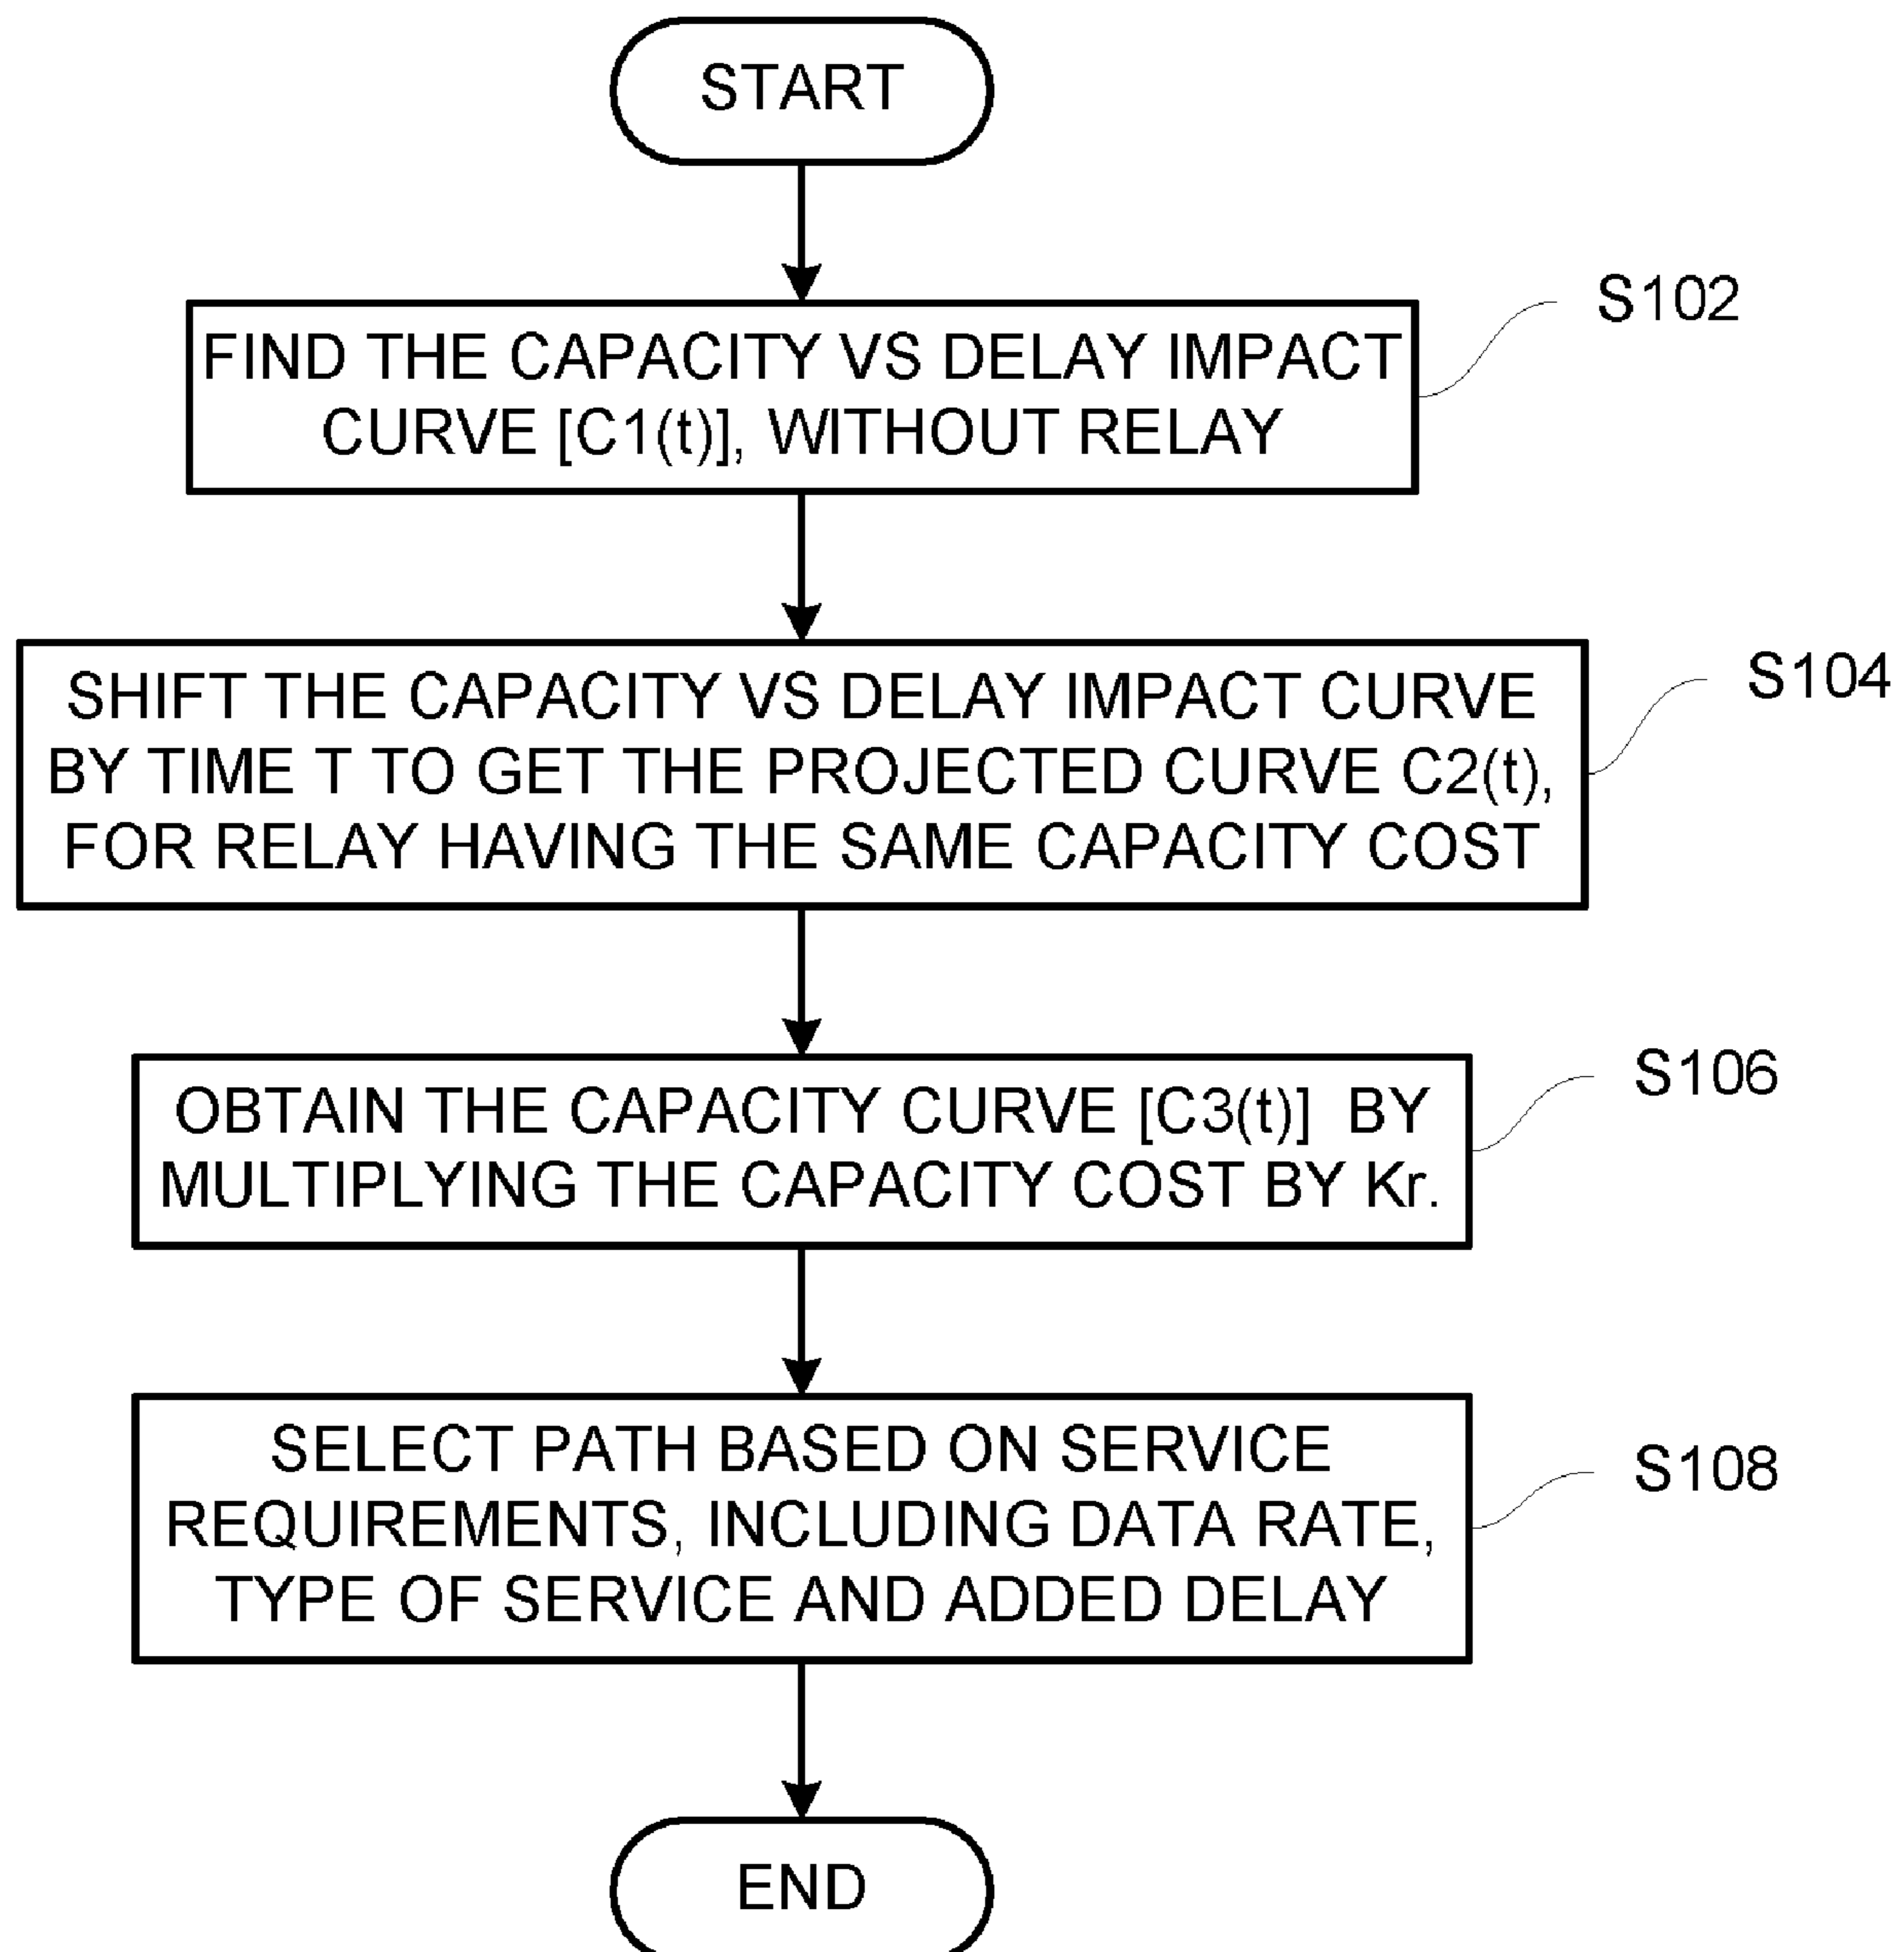 START
S102
FIND THE CAPACITY VS DELAY IMPACT
CURVE [C1(t)], WITHOUT RELAY
S104
SHIFT THE CAPACITY VS DELAY IMPACT CURVE
BY TIME T TO GET THE PROJECTED CURVE C2(t),
FOR RELAY HAVING THE SAME CAPACITY COST
S106
OBTAIN THE CAPACITY CURVE [C3(t)] BY
MULTIPLYING THE CAPACITY COST BY Kr.
S108
SELECT PATH BASED ON SERVICE
REQUIREMENTS, INCLUDING DATA RATE,
TYPE OF SERVICE AND ADDED DELAY
END